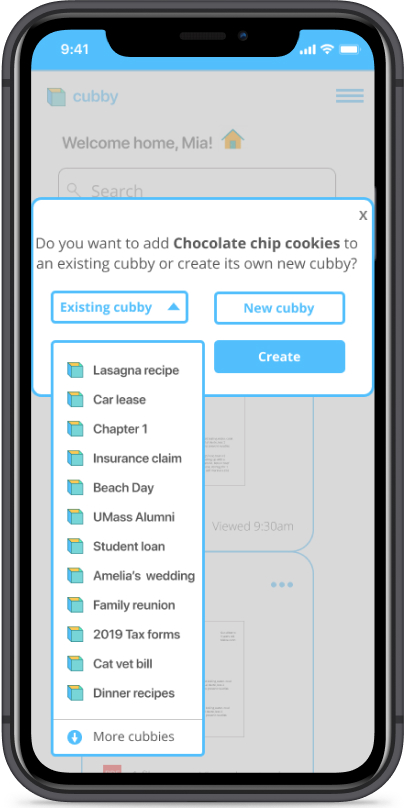 9:41
cubby
Welcome home, Mia!
Search
X
Do you want to add Chocolate chip cookies to
an existing cubby or create its own new cubby?
Existing cubby
New cubby
Create
Lasagna recipe
Car lease
Chapter 1
Insurance claim
Beach Day
UMass Alumni
Student loan
Amelia's wedding
Family reunion
2019 Tax forms
Cat vet bill
Dinner recipes
More cubbies
Viewed 9:30am